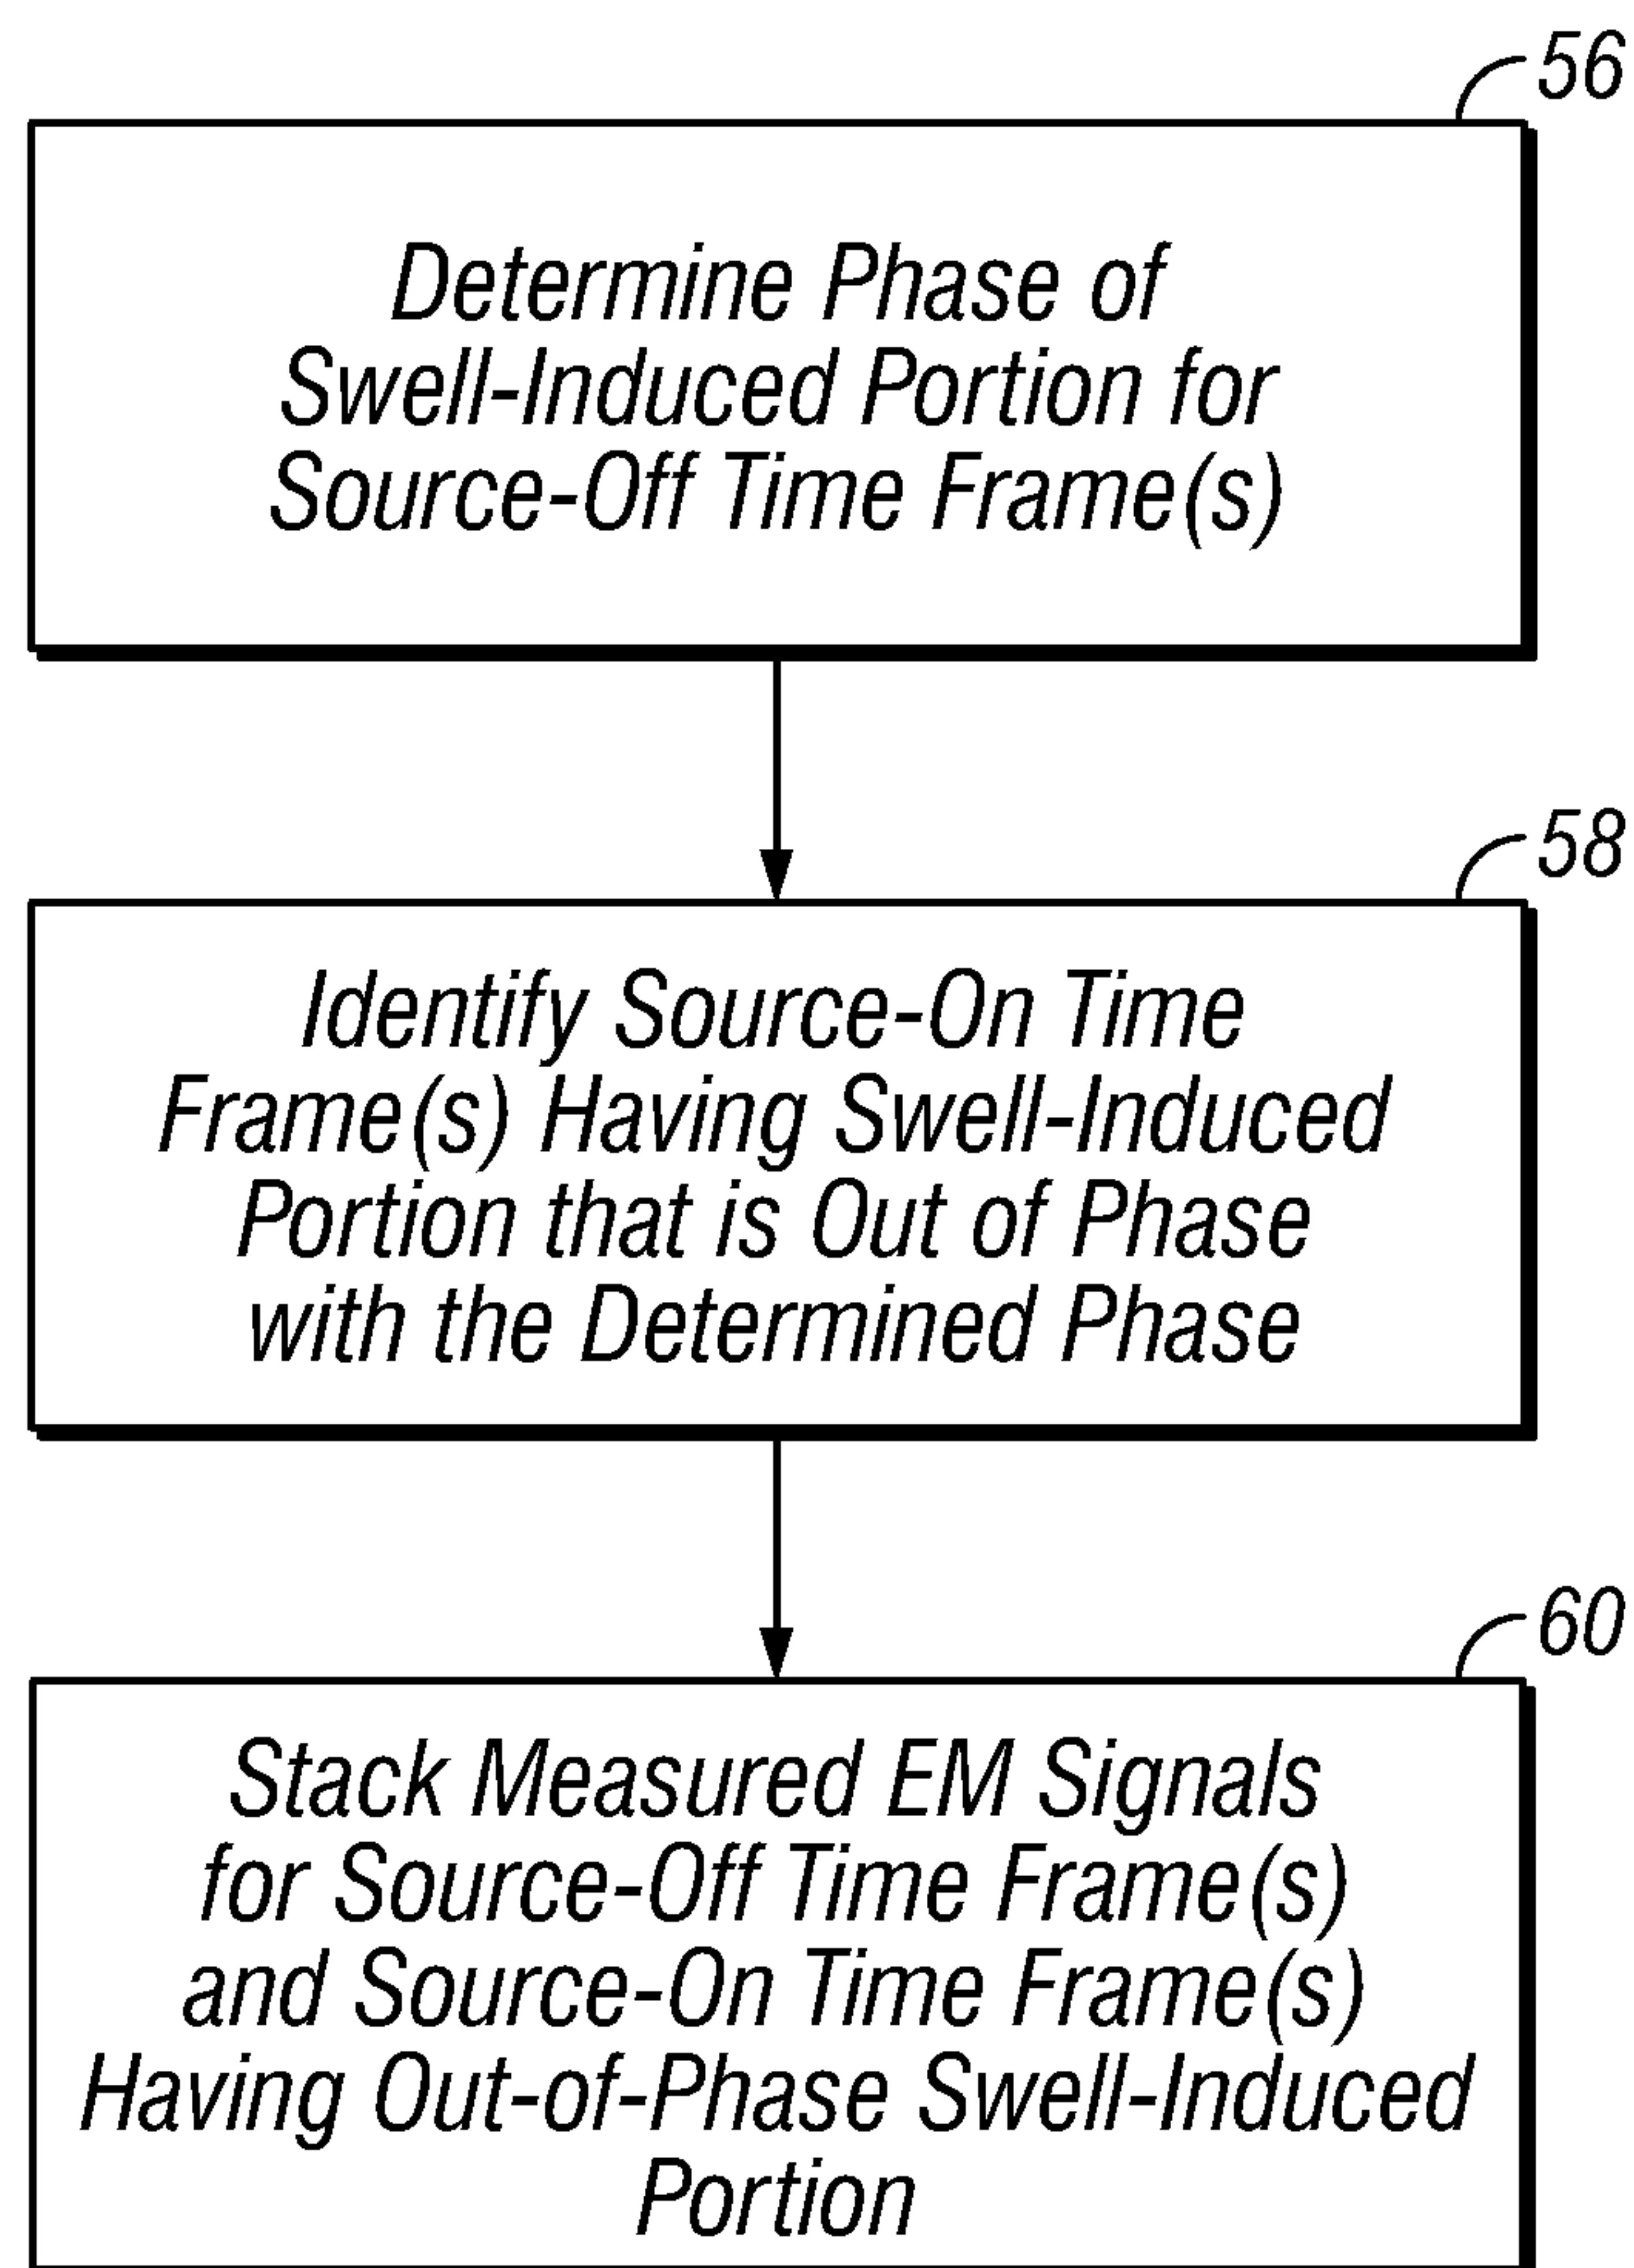 56
Determine Phase of
Swell-Induced Portion for
Source-Off Time Frame(s)
58
Identify Source-On Time
Frame(s) Having Swell-Induced
Portion that is Out of Phase
with the Determined Phase
60
Stack Measured EM Signals
for Source-Off Time Frame(s)
and Source-On Time Frame(s)
Having Out-of-Phase Swell-Induced
Portion